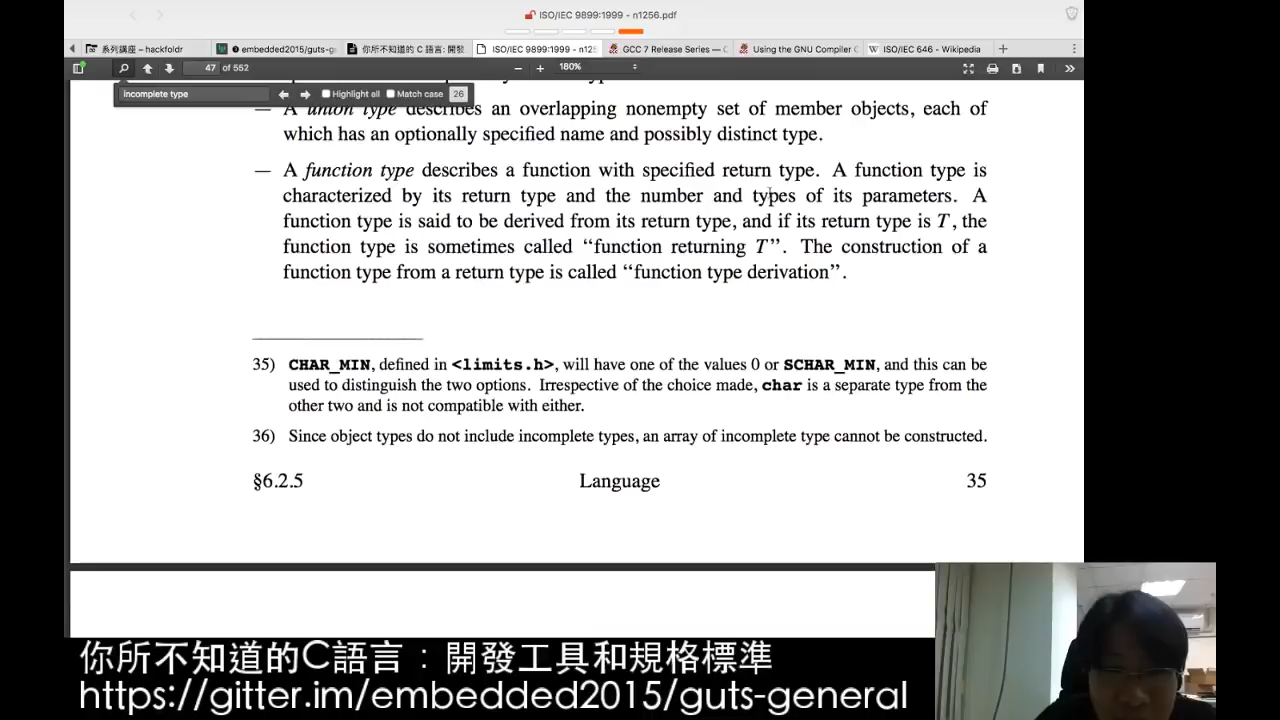 ISO/IEC 9899:1999 - n1256.pdf
系列講座 – hackfoldr
embedded2015/guts-g
你所不知道的 C 語言: 開發
ISO/IEC 9899:1999 - n125
GCC 7 Release Series —
Using the GNU Compiler C
ISO/IEC 646 - Wikipedia
47 of 552
180%
incomplete type
Highlight all
Match case
26
— A union type describes an overlapping nonempty set of member objects, each of
which has an optionally specified name and possibly distinct type.
— A function type describes a function with specified return type. A function type is
characterized by its return type and the number and types of its parameters. A
function type is said to be derived from its return type, and if its return type is T, the
function type is sometimes called “function returning T”. The construction of a
function type from a return type is called “function type derivation”.
35) CHAR_MIN, defined in <limits.h>, will have one of the values 0 or SCHAR_MIN, and this can be
used to distinguish the two options. Irrespective of the choice made, char is a separate type from the
other two and is not compatible with either.
36) Since object types do not include incomplete types, an array of incomplete type cannot be constructed.
§6.2.5 Language 35
你所不知道的C語言：開發工具和規格標準
https://gitter.im/embedded2015/guts-general